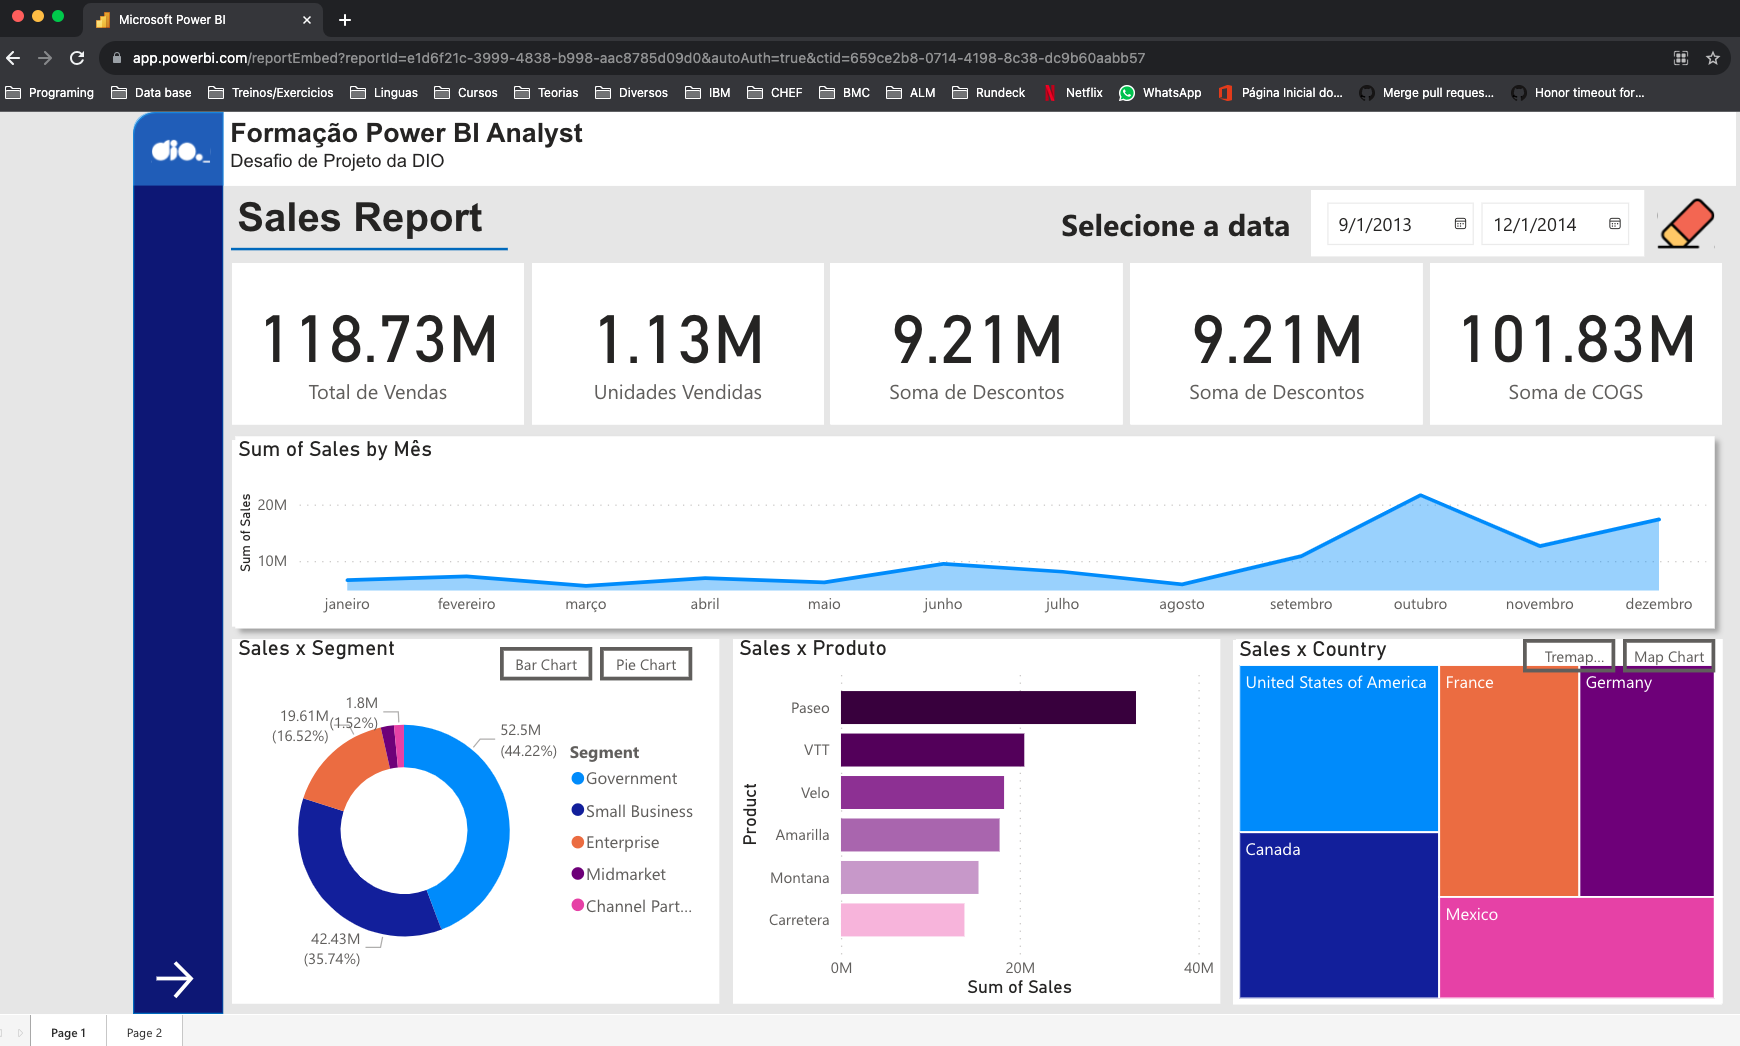 Microsoft Power BI
app.powerbi.com/reportEmbed?reportId=e1d6f21c-3999-4838-b998-aac8785d09d0&autoAuth=true&ctid=659ce2b8-0714-4198-8c38-dc9b60aabb57
Programing Data base Treinos/Exercicios Linguas Cursos Teorias Diversos IBM CHEF BMC ALM Rundeck Netflix WhatsApp Página Inicial do... Merge pull reques... Honor timeout for...
dio._
Formação Power BI Analyst
Desafio de Projeto da DIO
Sales Report
Selecione a data
9/1/2013
12/1/2014
118.73M
Total de Vendas
1.13M
Unidades Vendidas
9.21M
Soma de Descontos
9.21M
Soma de Descontos
101.83M
Soma de COGS
Sum of Sales by Mês
Sum of Sales
20M
10M
janeiro fevereiro março abril maio junho julho agosto setembro outubro novembro dezembro
Sales x Segment
Bar Chart
Pie Chart
1.8M
(1.52%)
19.61M
(16.52%)
52.5M
(44.22%)
42.43M
(35.74%)
Segment
Government
Small Business
Enterprise
Midmarket
Channel Part...
Sales x Produto
Product
Paseo
VTT
Velo
Amarilla
Montana
Carretera
0M 20M 40M
Sum of Sales
Sales x Country
Tremap...
Map Chart
United States of America
France
Germany
Canada
Mexico
Page 1
Page 2